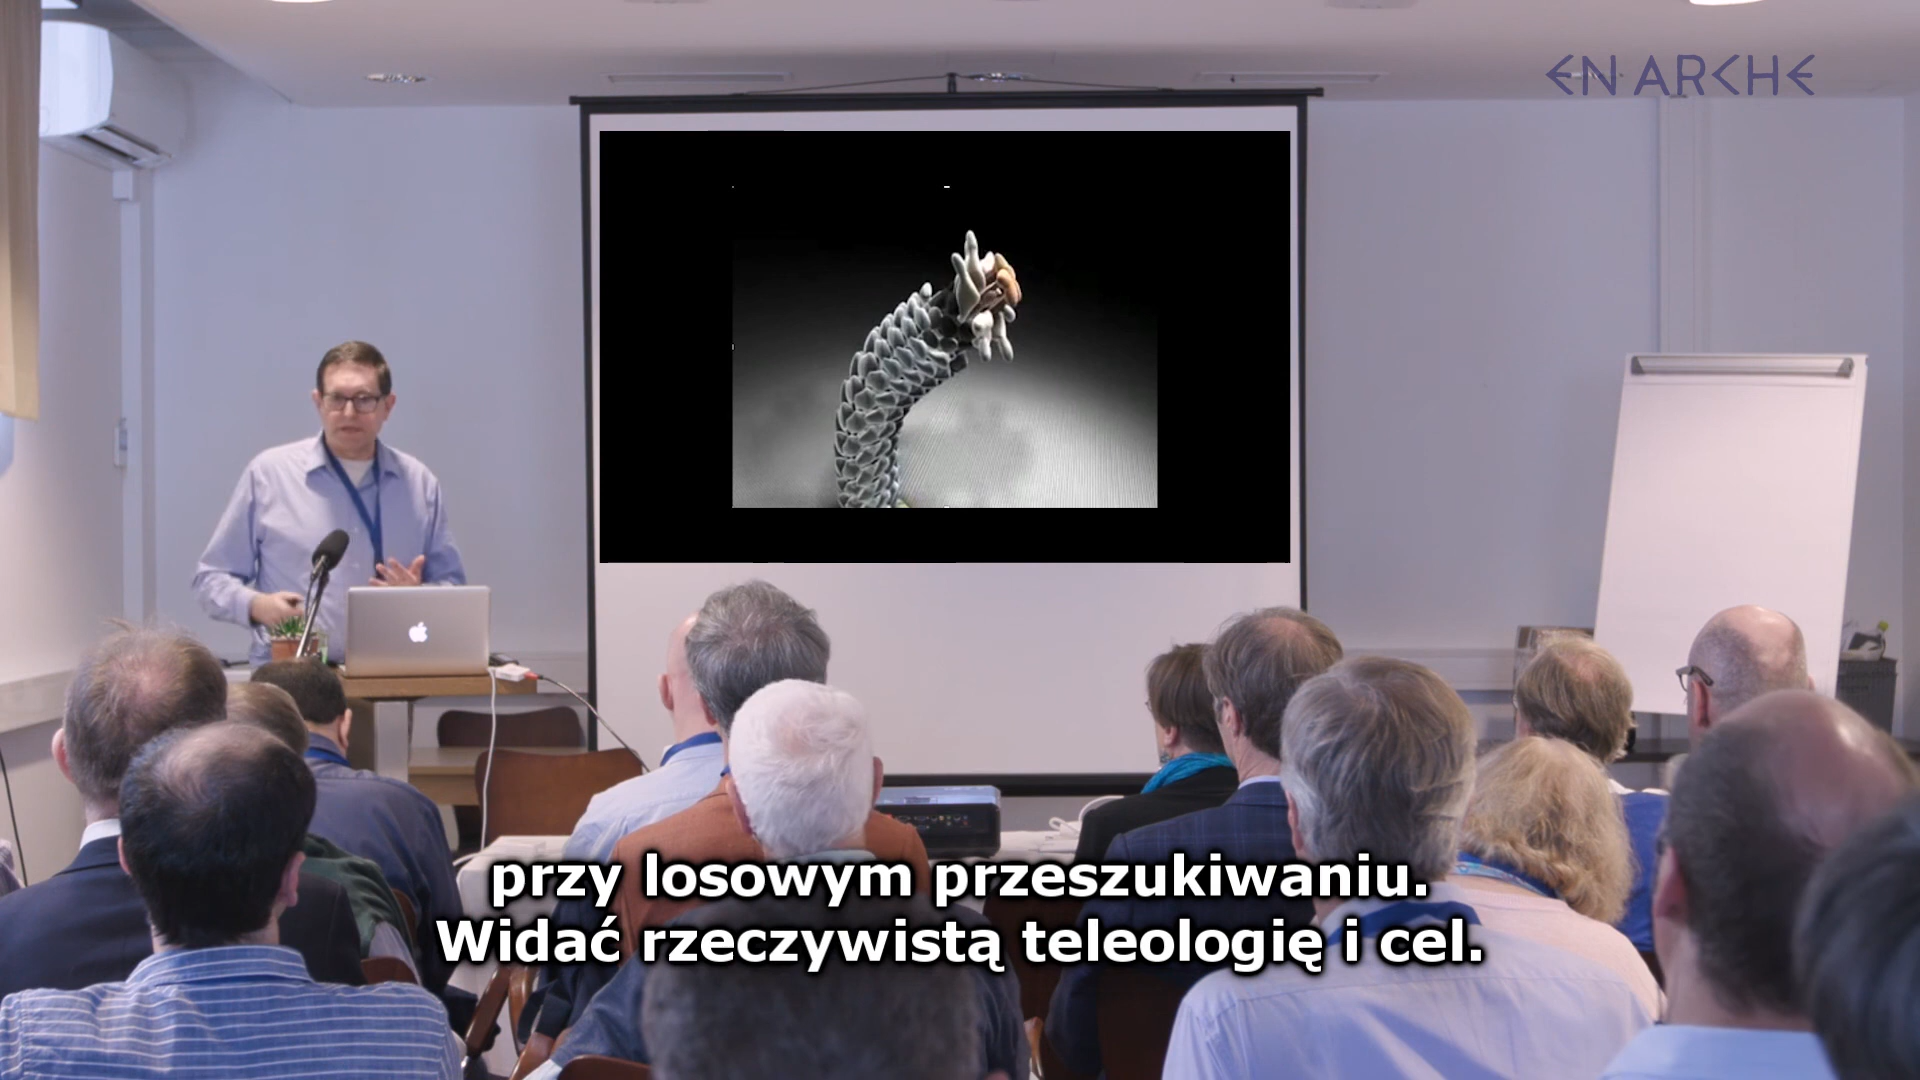 EN ARCHE
przy losowym przeszukiwaniu.
Widać rzeczywistą teleologię i cel.